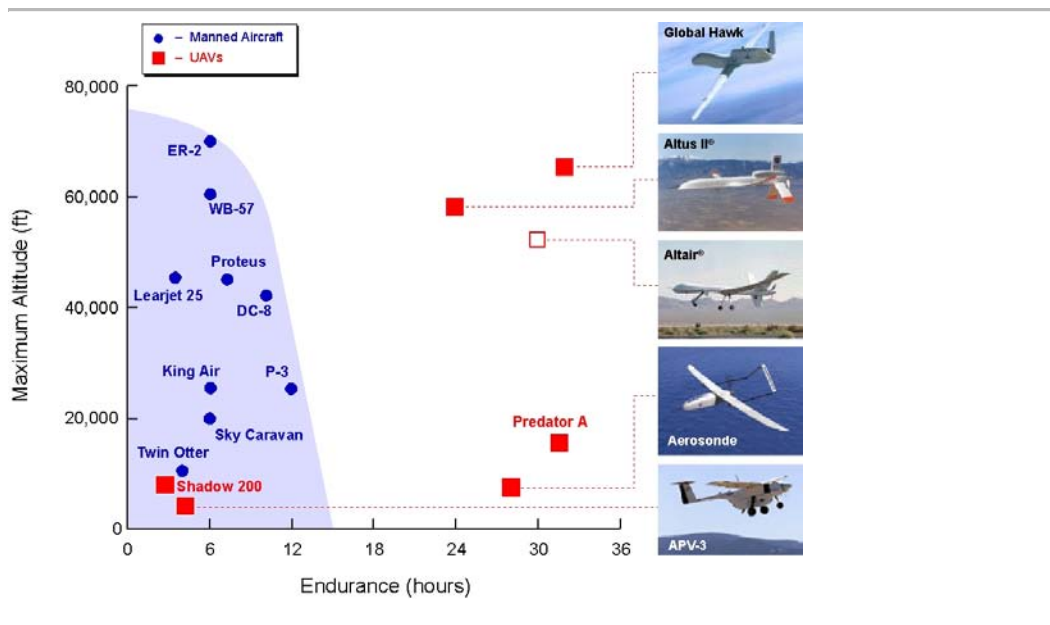 – Manned Aircraft
– UAVs
80,000
60,000
40,000
20,000
0
Maximum Altitude (ft)
ER-2
WB-57
Proteus
Learjet 25
DC-8
King Air
P-3
Sky Caravan
Twin Otter
Shadow 200
Predator A
0
6
12
18
24
30
36
Endurance (hours)
Global Hawk
Altus II®
Altair®
Aerosonde
APV-3